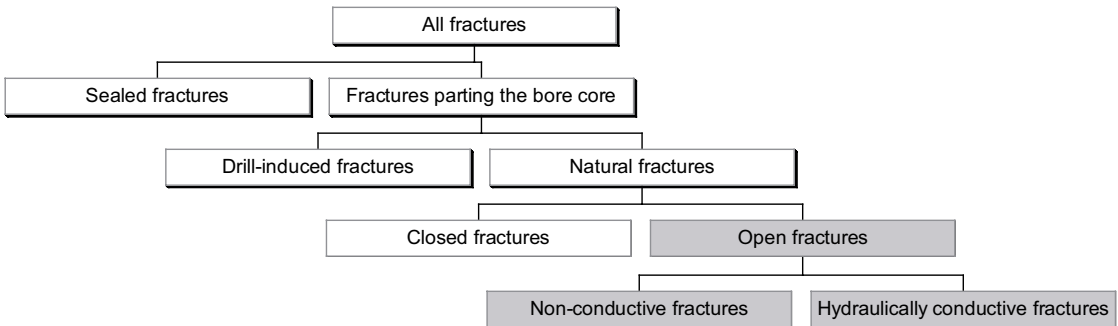 All fractures
Sealed fractures
Fractures parting the bore core
Drill-induced fractures
Natural fractures
Closed fractures
Open fractures
Non-conductive fractures
Hydraulically conductive fractures